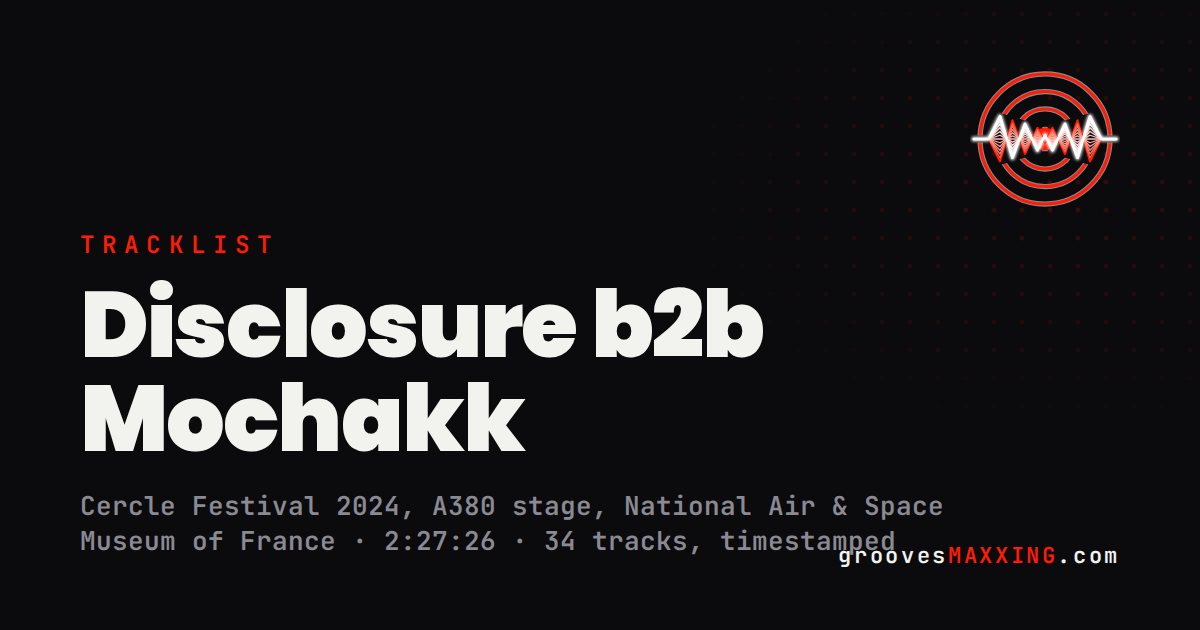 TRACKLIST
Disclosure b2b
Mochakk
Cercle Festival 2024, A380 stage, National Air & Space
Museum of France · 2:27:26 · 34 tracks, timestamped
groovesMAXXING.com